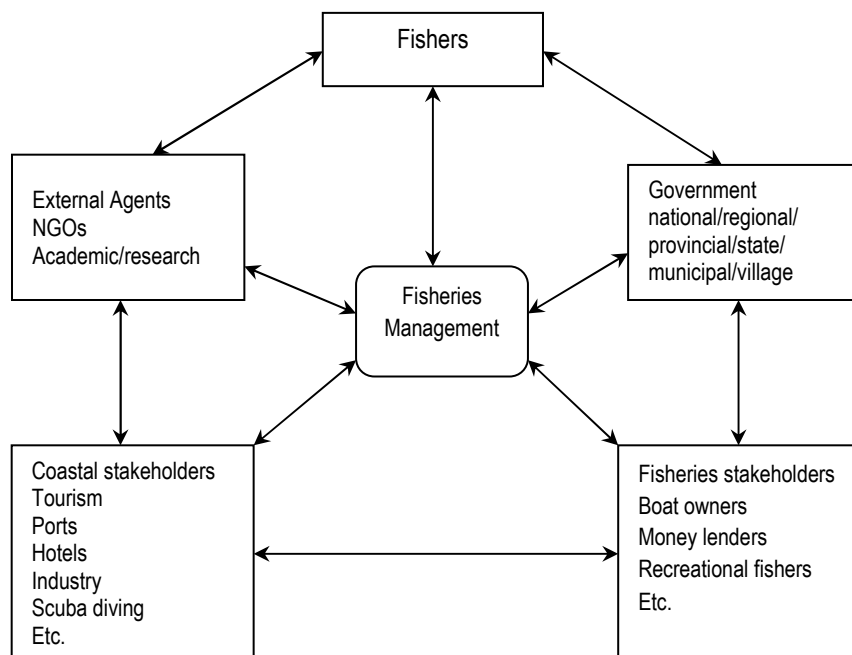 Fishers
External Agents
NGOs
Academic/research
Government
national/regional/
provincial/state/
municipal/village
Fisheries
Management
Coastal stakeholders
Tourism
Ports
Hotels
Industry
Scuba diving
Etc.
Fisheries stakeholders
Boat owners
Money lenders
Recreational fishers
Etc.